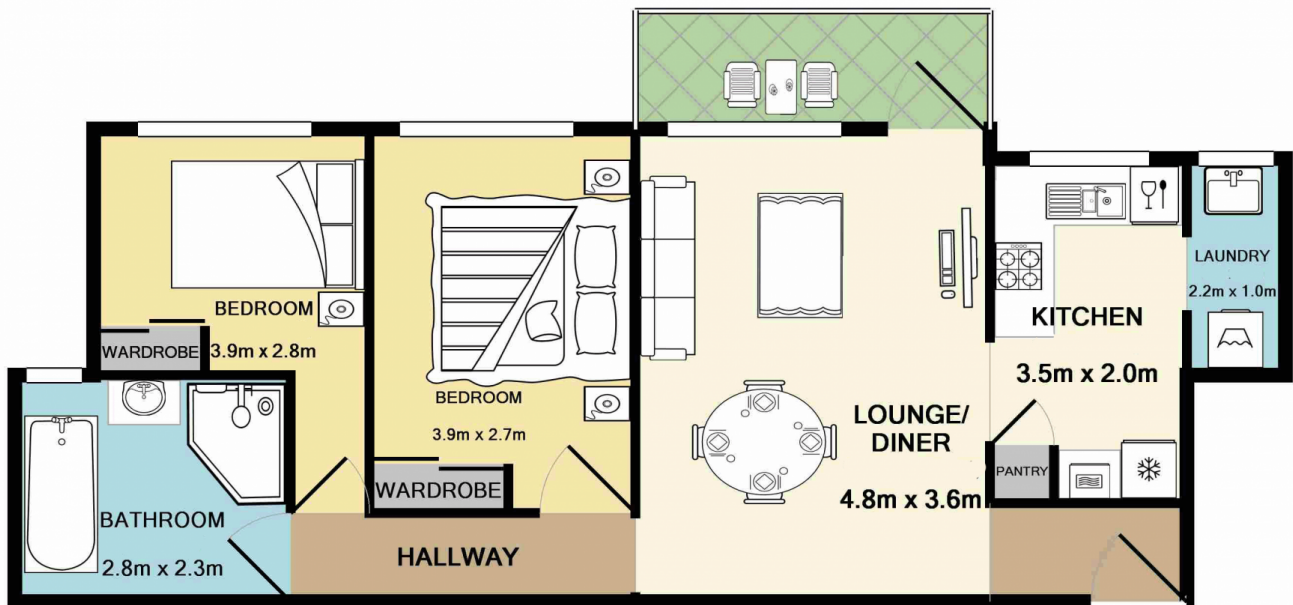 BEDROOM
3.9m x 2.8m
WARDROBE
BEDROOM
3.9m x 2.7m
WARDROBE
BATHROOM
2.8m x 2.3m
HALLWAY
LOUNGE/
DINER
4.8m x 3.6m
KITCHEN
3.5m x 2.0m
PANTRY
LAUNDRY
2.2m x 1.0m